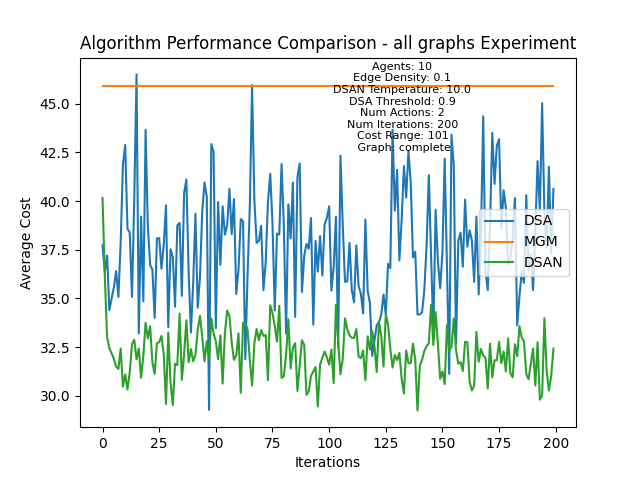 Algorithm Performance Comparison - all graphs Experiment
Agents: 10
Edge Density: 0.1
DSAN Temperature: 10.0
DSA Threshold: 0.9
Num Actions: 2
Num Iterations: 200
Cost Range: 101
Graph: complete
45.0
42.5
40.0
37.5
35.0
32.5
30.0
Average Cost
DSA
MGM
DSAN
0 25 50 75 100 125 150 175 200
Iterations